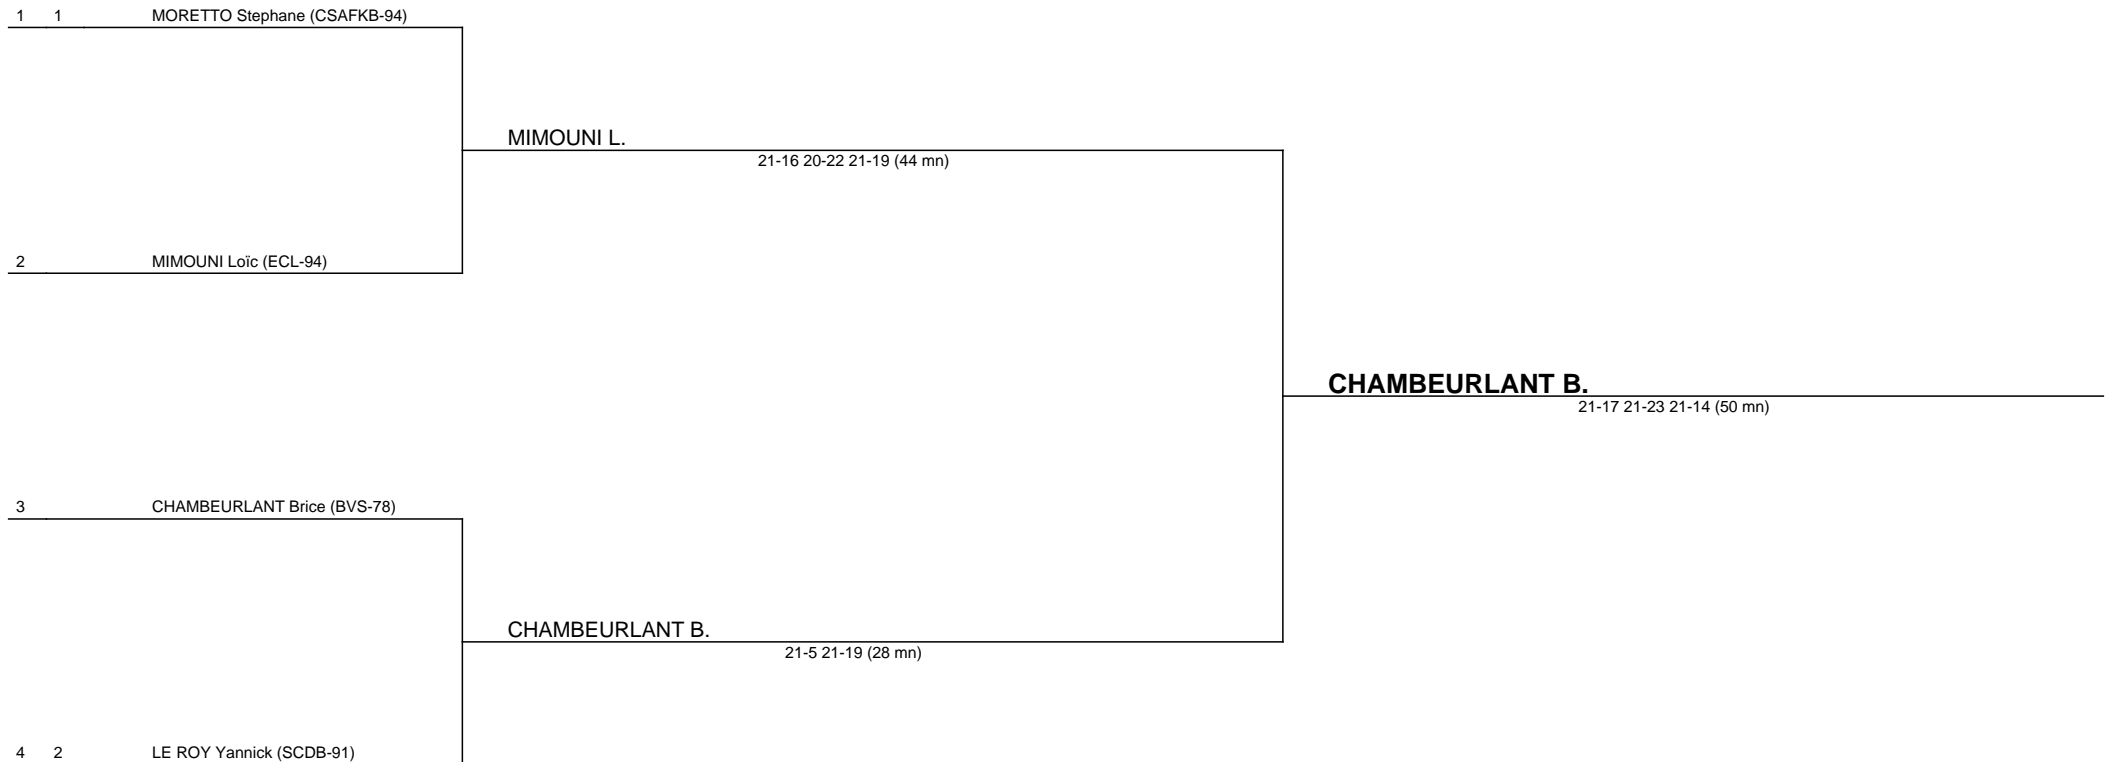 1 1 MORETTO Stephane (CSAFKB-94)
MIMOUNI L.
21-16 20-22 21-19 (44 mn)
2 MIMOUNI Loïc (ECL-94)
CHAMBEURLANT B.
21-17 21-23 21-14 (50 mn)
3 CHAMBEURLANT Brice (BVS-78)
CHAMBEURLANT B.
21-5 21-19 (28 mn)
4 2 LE ROY Yannick (SCDB-91)